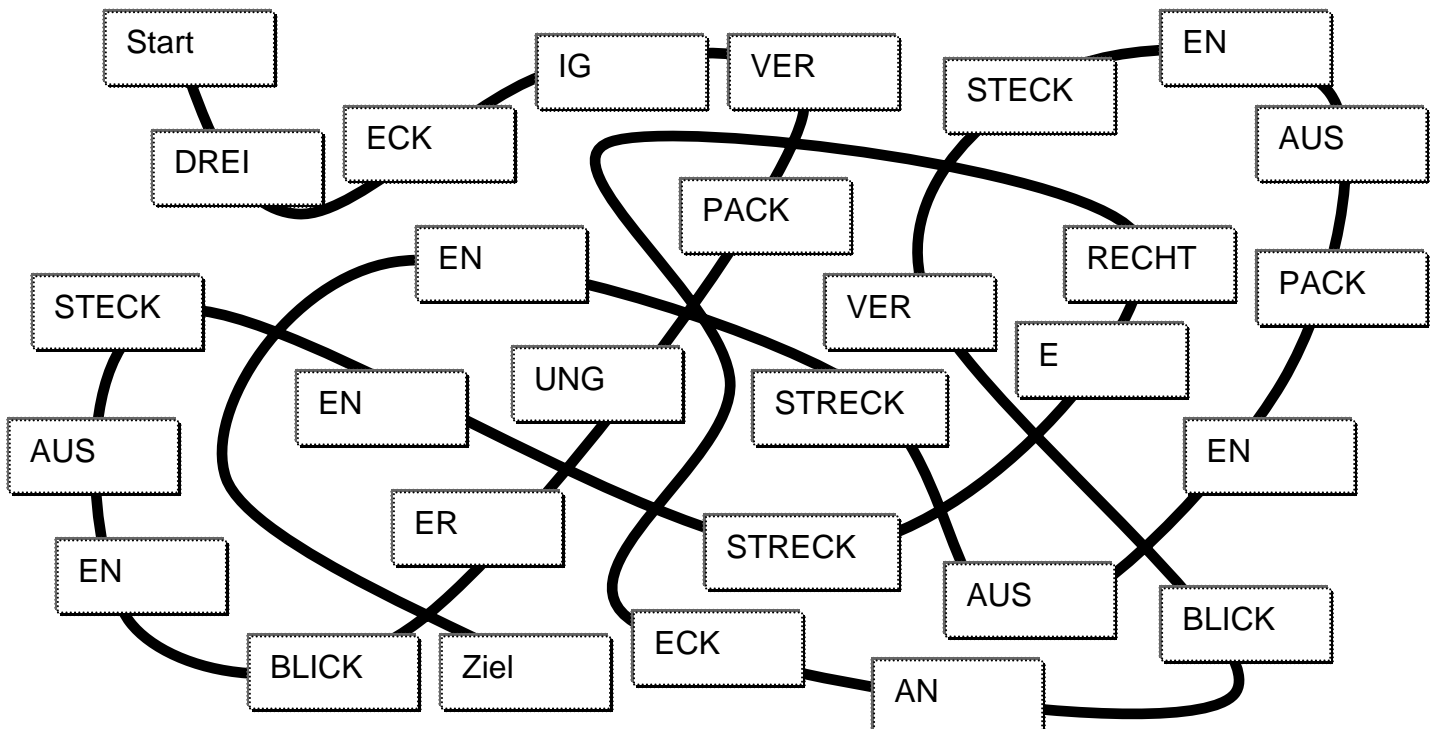 Start
DREI
ECK
IG
VER
PACK
UNG
ER
BLICK
EN
AUS
STECK
EN
STRECK
E
RECHT
ECK
AN
BLICK
VER
STECK
EN
AUS
PACK
EN
AUS
STRECK
EN
Ziel